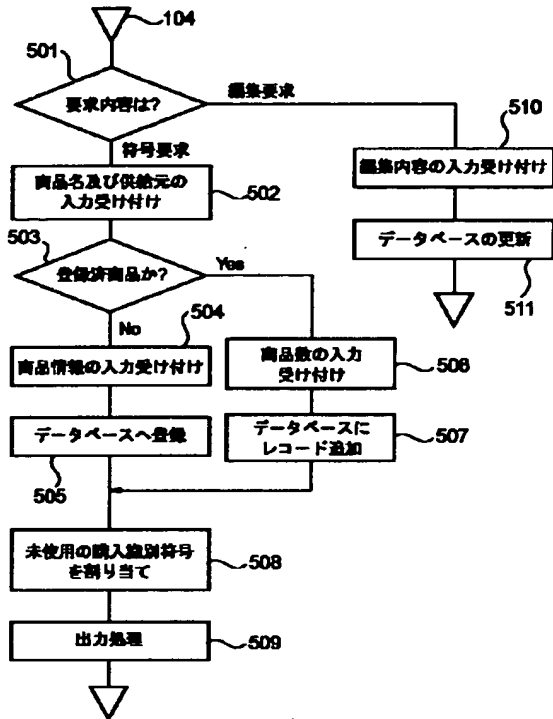 104
501
要求内容は?
編集要求
符号要求
510
編集内容の入力受け付け
商品名及び供給元の
入力受け付け
502
503
データベースの更新
511
登録済商品か?
Yes
No
504
商品情報の入力受け付け
商品数の入力
受け付け
506
データベースへ登録
505
データベースに
レコード追加
507
未使用の購入識別符号
を割り当て
508
出力処理
509